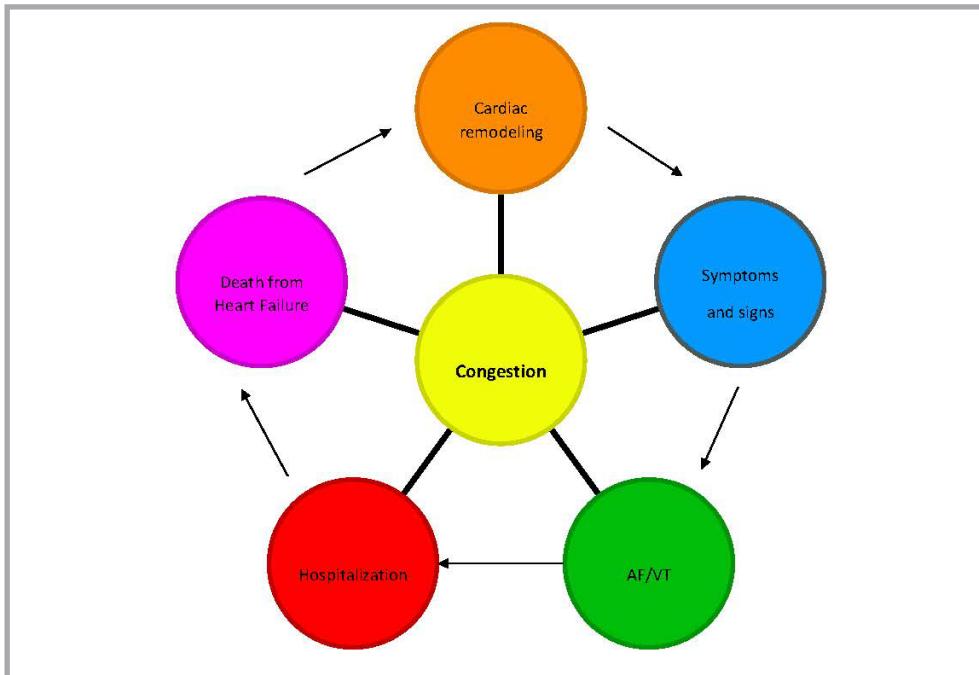 Cardiac
remodeling
Symptoms
and signs
Death from
Heart Failure
Congestion
Hospitalization
AF/VT